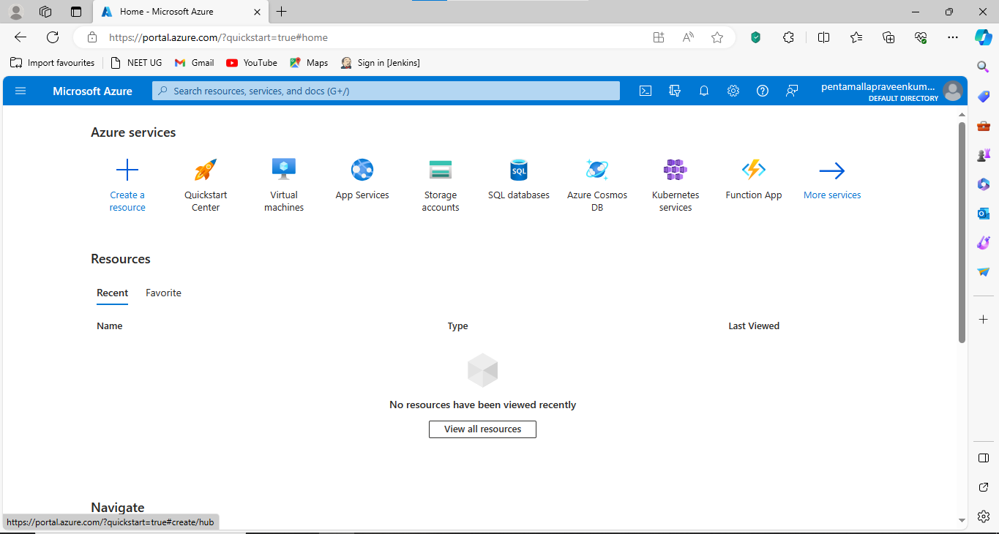 Home - Microsoft Azure
https://portal.azure.com/?quickstart=true#home
Import favourites
NEET UG
Gmail
YouTube
Maps
Sign in [Jenkins]
Microsoft Azure
Search resources, services, and docs (G+/)
pentamallapraveenkum...
DEFAULT DIRECTORY
Azure services
Create a
resource
Quickstart
Center
Virtual
machines
App Services
Storage
accounts
SQL
SQL databases
Azure Cosmos
DB
Kubernetes
services
Function App
More services
Resources
Recent
Favorite
Name
Type
Last Viewed
No resources have been viewed recently
View all resources
Navigate
https://portal.azure.com/?quickstart=true#create/hub